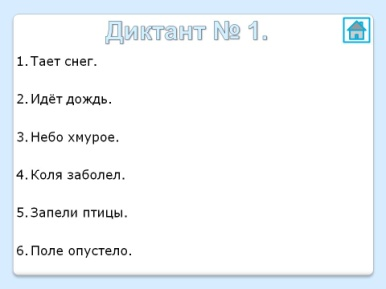 Диктант № 1.
1. Тает снег.
2. Идёт дождь.
3. Небо хмурое.
4. Коля заболел.
5. Запели птицы.
6. Поле опустело.